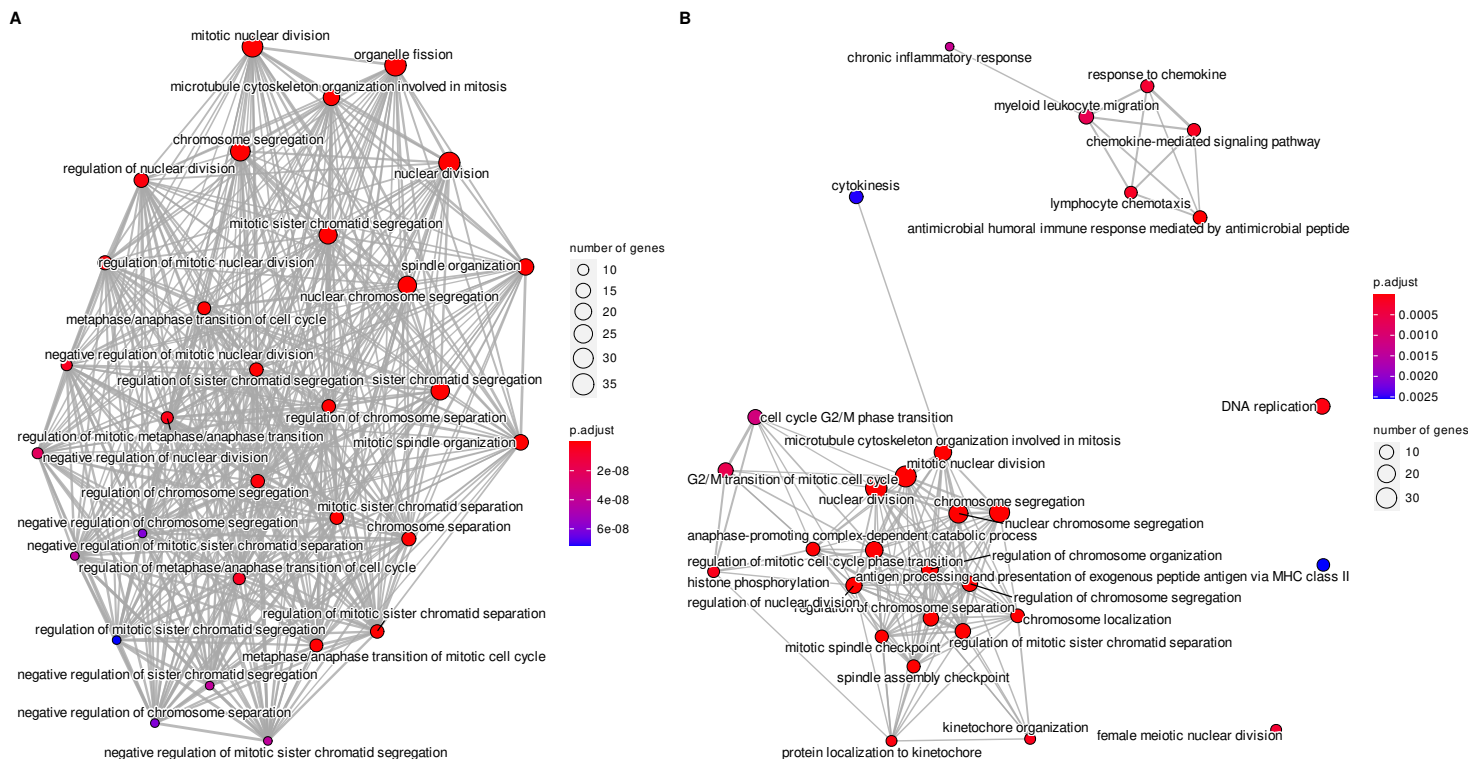 A
mitotic nuclear division
organelle fission
microtubule cytoskeleton organization involved in mitosis
chromosome segregation
regulation of nuclear division
nuclear division
mitotic sister chromatid segregation
regulation of mitotic nuclear division
spindle organization
nuclear chromosome segregation
metaphase/anaphase transition of cell cycle
negative regulation of mitotic nuclear division
regulation of sister chromatid segregation
sister chromatid segregation
regulation of chromosome separation
regulation of mitotic metaphase/anaphase transition
mitotic spindle organization
negative regulation of nuclear division
regulation of chromosome segregation
mitotic sister chromatid separation
negative regulation of chromosome segregation
chromosome separation
negative regulation of mitotic sister chromatid separation
regulation of metaphase/anaphase transition of cell cycle
regulation of mitotic sister chromatid separation
regulation of mitotic sister chromatid segregation
metaphase/anaphase transition of mitotic cell cycle
negative regulation of sister chromatid segregation
negative regulation of chromosome separation
negative regulation of mitotic sister chromatid segregation
number of genes
10
15
20
25
30
35
p.adjust
2e-08
4e-08
6e-08
B
chronic inflammatory response
response to chemokine
myeloid leukocyte migration
chemokine-mediated signaling pathway
cytokinesis
lymphocyte chemotaxis
antimicrobial humoral immune response mediated by antimicrobial peptide
DNA replication
cell cycle G2/M phase transition
microtubule cytoskeleton organization involved in mitosis
mitotic nuclear division
G2/M transition of mitotic cell cycle
nuclear division
chromosome segregation
nuclear chromosome segregation
anaphase-promoting complex-dependent catabolic process
regulation of chromosome organization
regulation of mitotic cell cycle phase transition
antigen processing and presentation of exogenous peptide antigen via MHC class II
histone phosphorylation
regulation of chromosome segregation
regulation of nuclear division
regulation of chromosome separation
chromosome localization
mitotic spindle checkpoint
regulation of mitotic sister chromatid separation
spindle assembly checkpoint
kinetochore organization
female meiotic nuclear division
protein localization to kinetochore
p.adjust
0.0005
0.0010
0.0015
0.0020
0.0025
number of genes
10
20
30